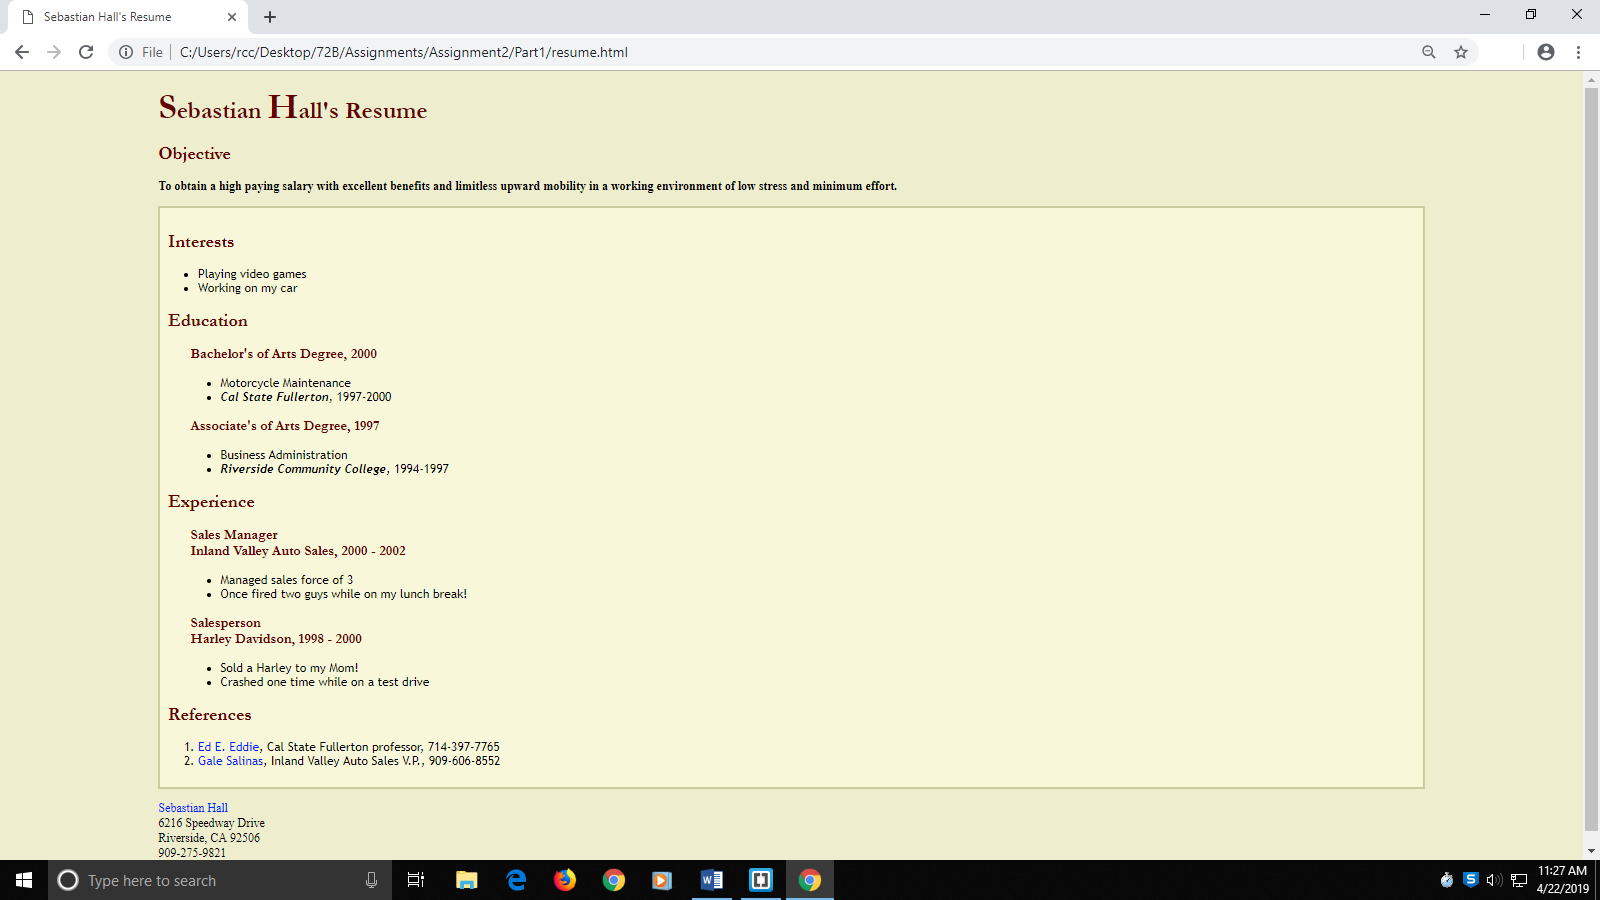 Sebastian Hall's Resume
File
C:/Users/rcc/Desktop/72B/Assignments/Assignment2/Part1/resume.html
Sebastian Hall's Resume
Objective
To obtain a high paying salary with excellent benefits and limitless upward mobility in a working environment of low stress and minimum effort.
Interests
• Playing video games
• Working on my car
Education
Bachelor's of Arts Degree, 2000
• Motorcycle Maintenance
• Cal State Fullerton, 1997-2000
Associate's of Arts Degree, 1997
• Business Administration
• Riverside Community College, 1994-1997
Experience
Sales Manager
Inland Valley Auto Sales, 2000 - 2002
• Managed sales force of 3
• Once fired two guys while on my lunch break!
Salesperson
Harley Davidson, 1998 - 2000
• Sold a Harley to my Mom!
• Crashed one time while on a test drive
References
1. Ed E. Eddie, Cal State Fullerton professor, 714-397-7765
2. Gale Salinas, Inland Valley Auto Sales V.P., 909-606-8552
Sebastian Hall
6216 Speedway Drive
Riverside, CA 92506
909-275-9821
Type here to search
11:27 AM
4/22/2019